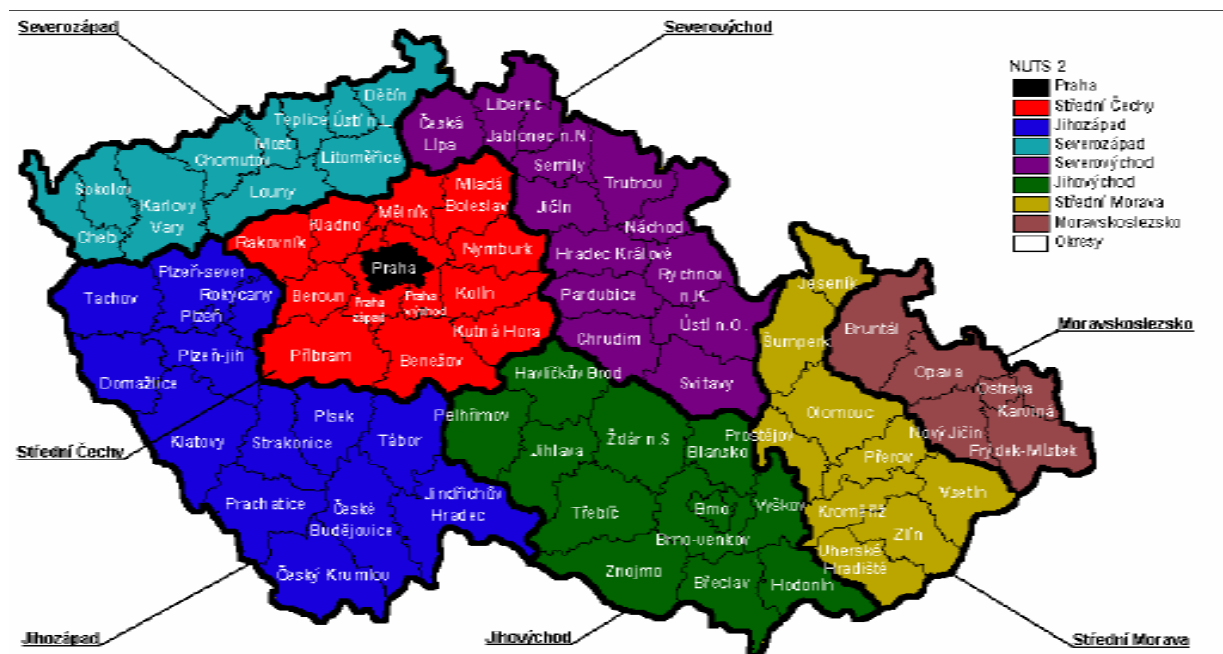 Severozápad
Severovýchod
NUTS 2
Praha
Střední Čechy
Jihozápad
Severozápad
Severovýchod
Jihovýchod
Střední Morava
Moravskoslezsko
Okresy
Děčín
Teplice
Ústí n.L.
Most
Chomutov
Litoměřice
Louny
Sokolov
Karlovy
Vary
Cheb
Česká
Lípa
Liberec
Jablonec n.N.
Semily
Trutnov
Jičín
Náchod
Hradec Králové
Rychnov
n.K.
Pardubice
Ústí n.O.
Chrudim
Svitavy
Mladá
Boleslav
Mělník
Kladno
Rakovník
Nymburk
Praha
Beroun
Praha
západ
Praha
východ
Kolín
Kutná Hora
Příbram
Benešov
Plzeň-sever
Tachov
Rokycany
Plzeň
Plzeň-jih
Domažlice
Klatovy
Písek
Strakonice
Tábor
Prachatice
České
Budějovice
Jindřichův
Hradec
Český Krumlov
Havlíčkův Brod
Pelhřimov
Jihlava
Žďár n.S
Blansko
Třebíč
Brno
Vyškov
Brno-venkov
Znojmo
Břeclav
Hodonín
Jeseník
Šumperk
Olomouc
Prostějov
Přerov
Kroměříž
Vsetín
Zlín
Uherské
Hradiště
Bruntál
Opava
Ostrava
Karviná
Nový Jičín
Frýdek-Místek
Moravskoslezsko
Střední Čechy
Jihozápad
Jihovýchod
Střední Morava